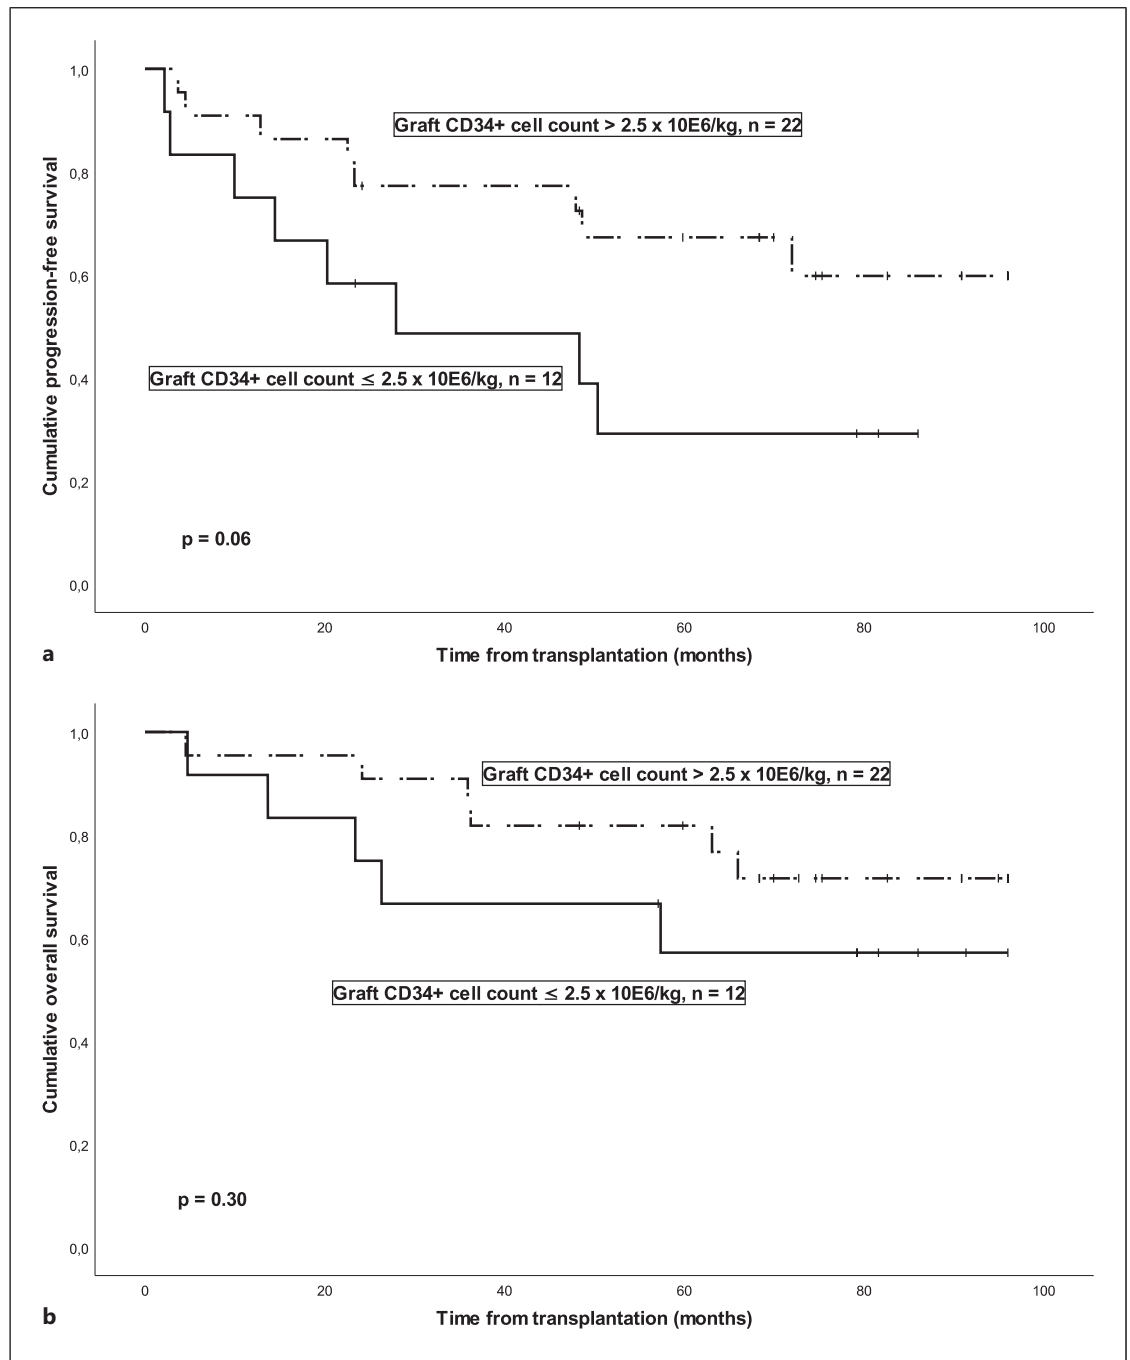 1,0
Graft CD34+ cell count > 2.5 x 10E6/kg, n = 22
0,8
0,6
Cumulative progression-free survival
0,4
Graft CD34+ cell count ≤ 2.5 x 10E6/kg, n = 12
0,2
p = 0.06
0,0
0 20 40 60 80 100
a
Time from transplantation (months)
1,0
Graft CD34+ cell count > 2.5 x 10E6/kg, n = 22
0,8
0,6
Cumulative overall survival
Graft CD34+ cell count ≤ 2.5 x 10E6/kg, n = 12
0,4
0,2
p = 0.30
0,0
0 20 40 60 80 100
b
Time from transplantation (months)